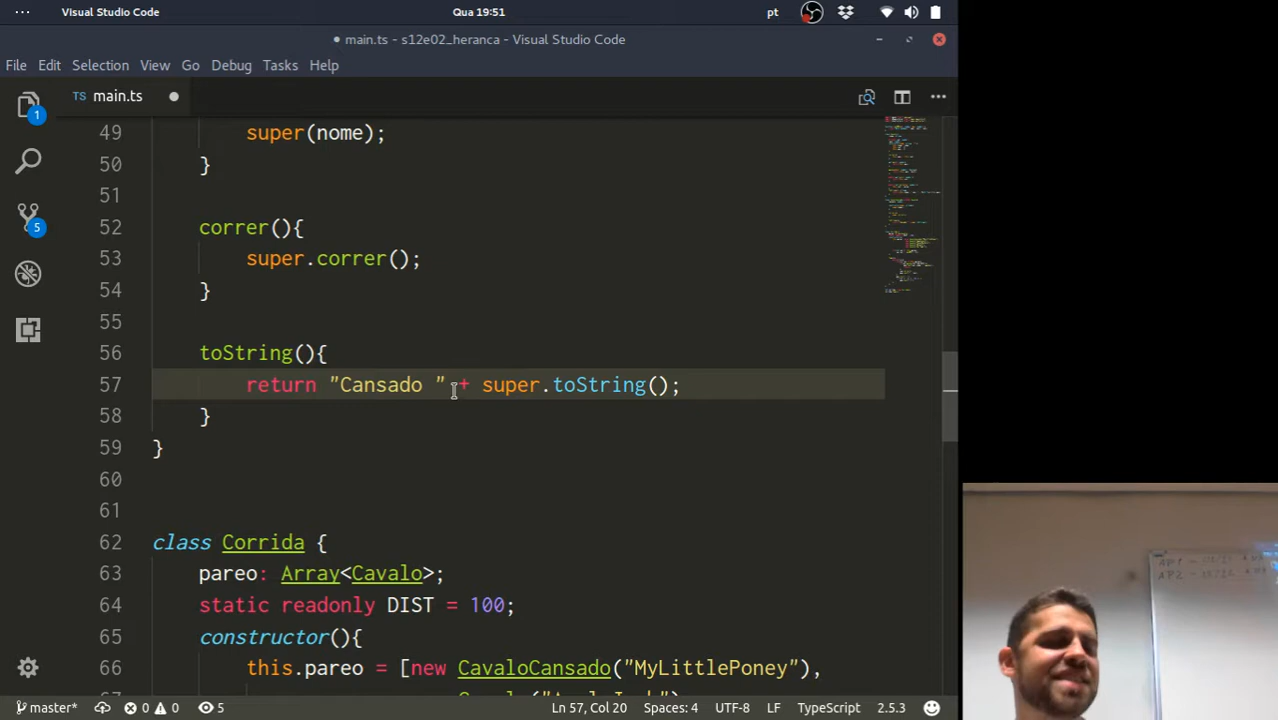 Visual Studio Code
Qua 19:51
pt
main.ts - s12e02_heranca - Visual Studio Code
File Edit Selection View Go Debug Tasks Help
1
TS main.ts
49 super(nome);
50 }
51
52 correr(){
53 super.correr();
54 }
55
56 toString(){
57 return "Cansado " + super.toString();
58 }
59 }
60
61
62 class Corrida {
63 pareo: Array<Cavalo>;
64 static readonly DIST = 100;
65 constructor(){
66 this.pareo = [new CavaloCansado("MyLittlePoney"),
5
master* 0 0 5
Ln 57, Col 20 Spaces: 4 UTF-8 LF TypeScript 2.5.3